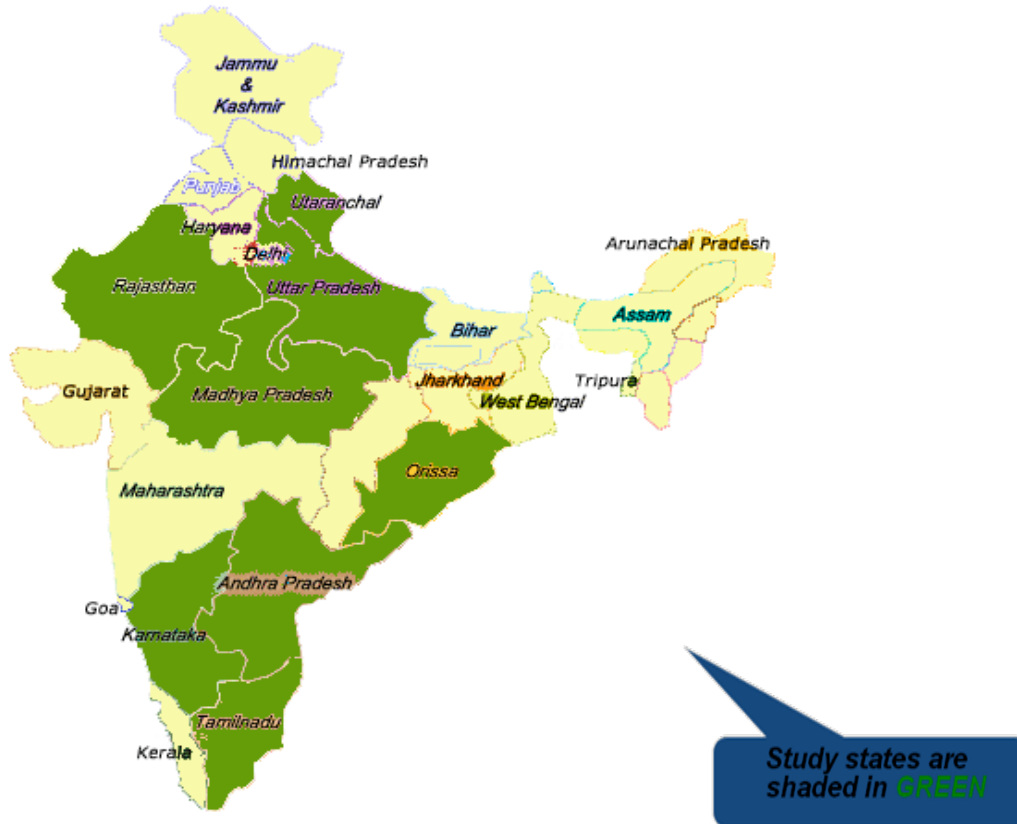 Jammu
&
Kashmir
Himachal Pradesh
Punjab
Utaranchal
Haryana
Delhi
Arunachal Pradesh
Rajasthan
Uttar Pradesh
Assam
Bihar
Gujarat
Jharkhand
Tripura
Madhya Pradesh
West Bengal
Orissa
Maharashtra
Andhra Pradesh
Goa
Karnataka
Tamilnadu
Kerala
Study states are
shaded in GREEN